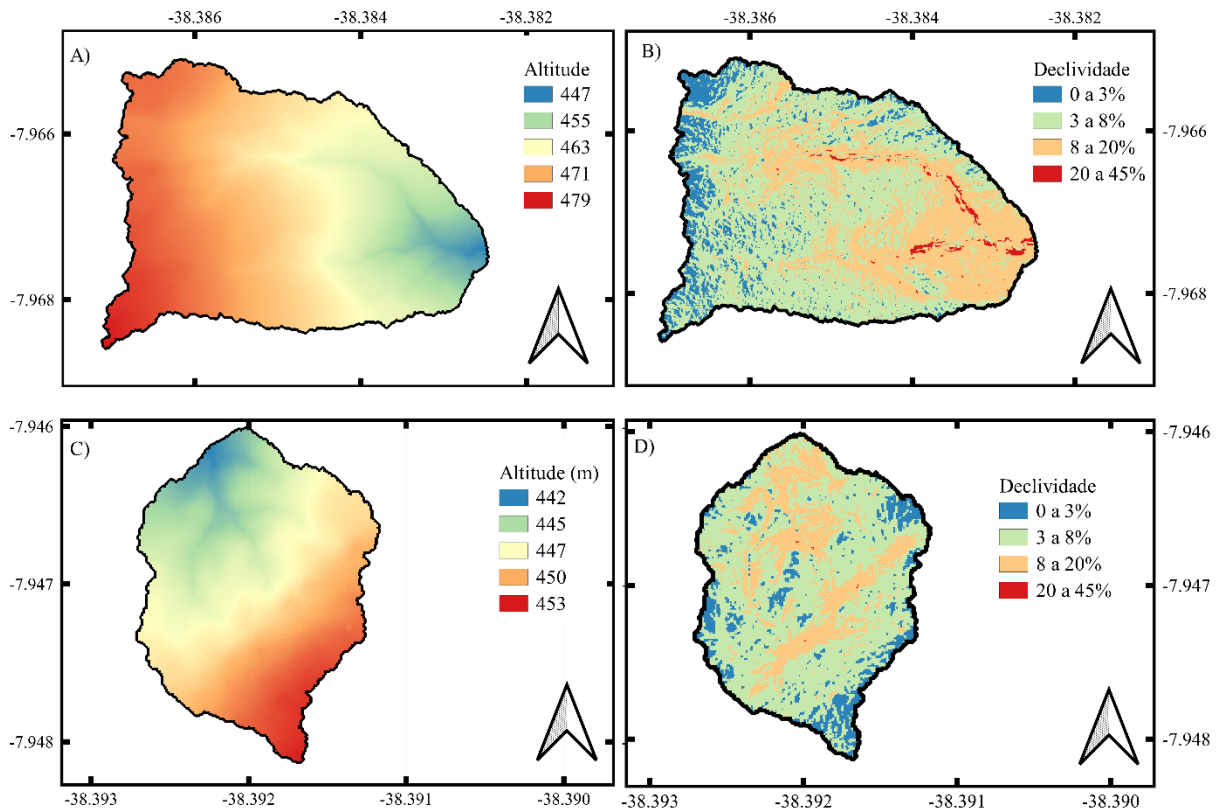 -38.386 -38.384 -38.382
-38.386 -38.384 -38.382
A)
Altitude
447
455
463
471
479
-7.966
-7.968
B)
Declividade
0 a 3%
3 a 8%
8 a 20%
20 a 45%
-7.966
-7.968
C)
Altitude (m)
442
445
447
450
453
-7.946
-7.947
-7.948
-38.393 -38.392 -38.391 -38.390
D)
Declividade
0 a 3%
3 a 8%
8 a 20%
20 a 45%
-7.946
-7.947
-7.948
-38.393 -38.392 -38.391 -38.390